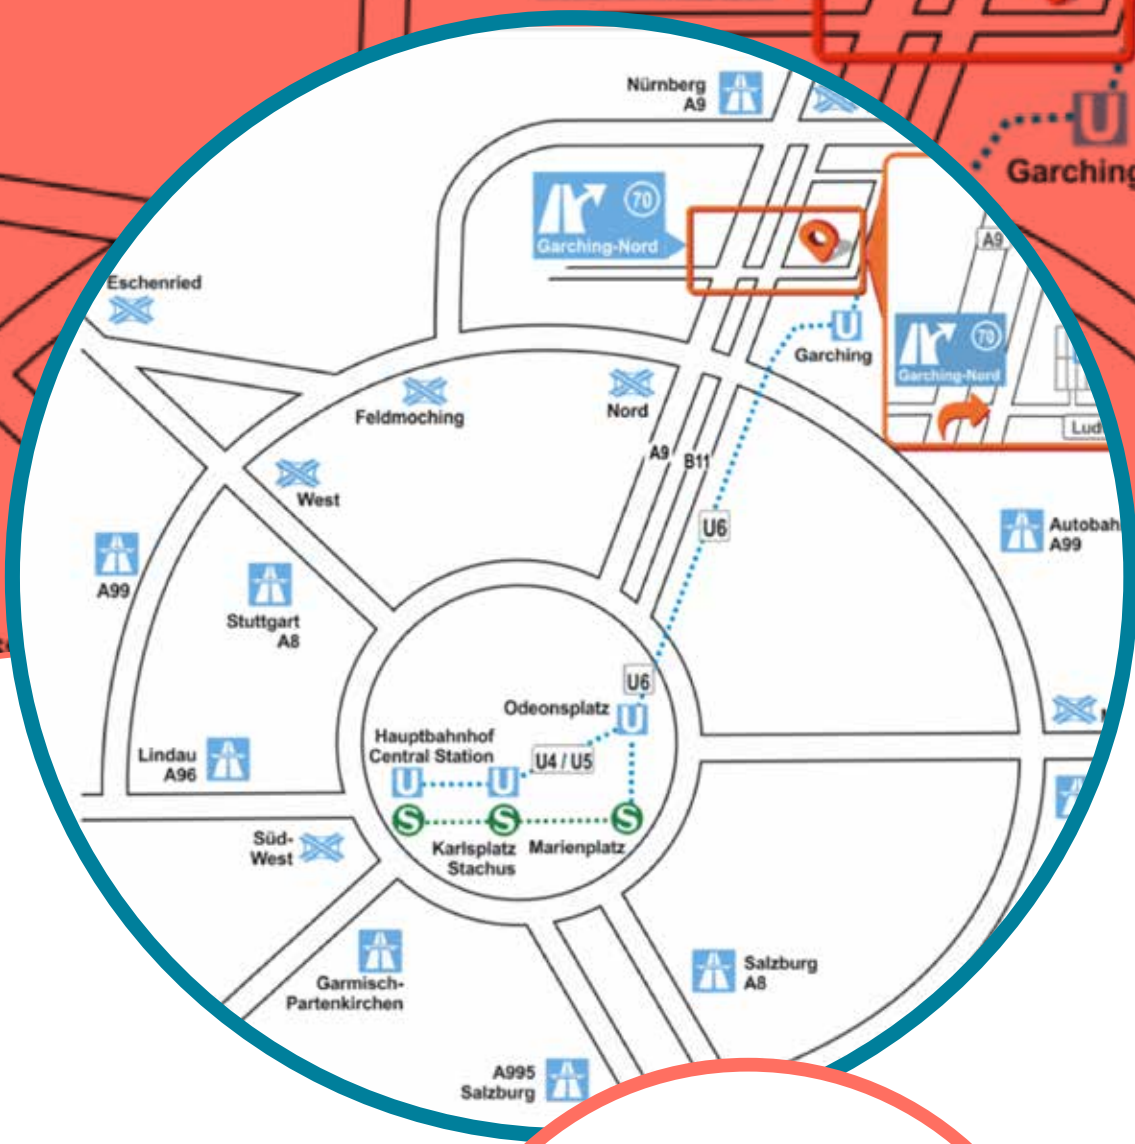 Nürnberg
A9
U
Garching
70
Garching-Nord
A9
Eschenried
70
Garching-Nord
U
Garching
Feldmoching
Nord
A9
B11
West
U6
Autobah
A99
A99
Stuttgart
A8
U6
Odeonsplatz
U
Hauptbahnhof
Central Station
U4 / U5
Lindau
A96
U
U
S
S
S
Süd-
West
Karlsplatz
Stachus
Marienplatz
Garmisch-
Partenkirchen
Salzburg
A8
A995
Salzburg